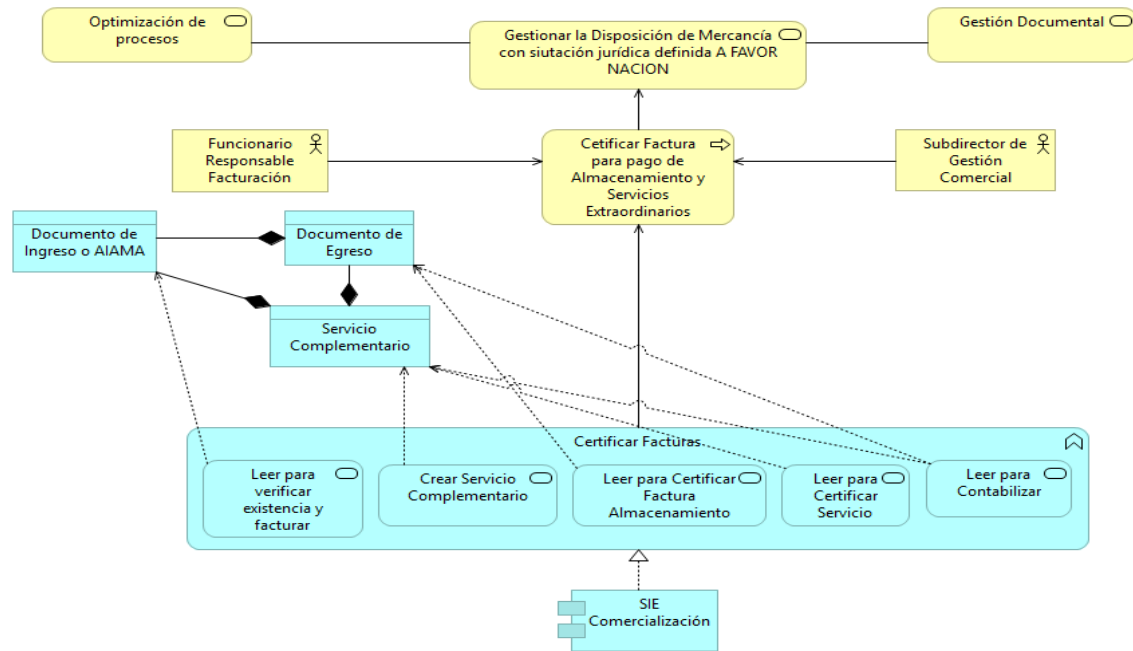 Optimización de
procesos
Gestionar la Disposición de Mercancía
con siutación jurídica definida A FAVOR
NACION
Gestión Documental
Funcionario
Responsable
Facturación
Cetificar Factura
para pago de
Almacenamiento y
Servicios
Extraordinarios
Subdirector de
Gestión
Comercial
Documento de
Ingreso o AIAMA
Documento de
Egreso
Servicio
Complementario
Certificar Facturas
Leer para
verificar
existencia y
facturar
Crear Servicio
Complementario
Leer para Certificar
Factura
Almacenamiento
Leer para
Certificar
Servicio
Leer para
Contabilizar
SIE
Comercialización